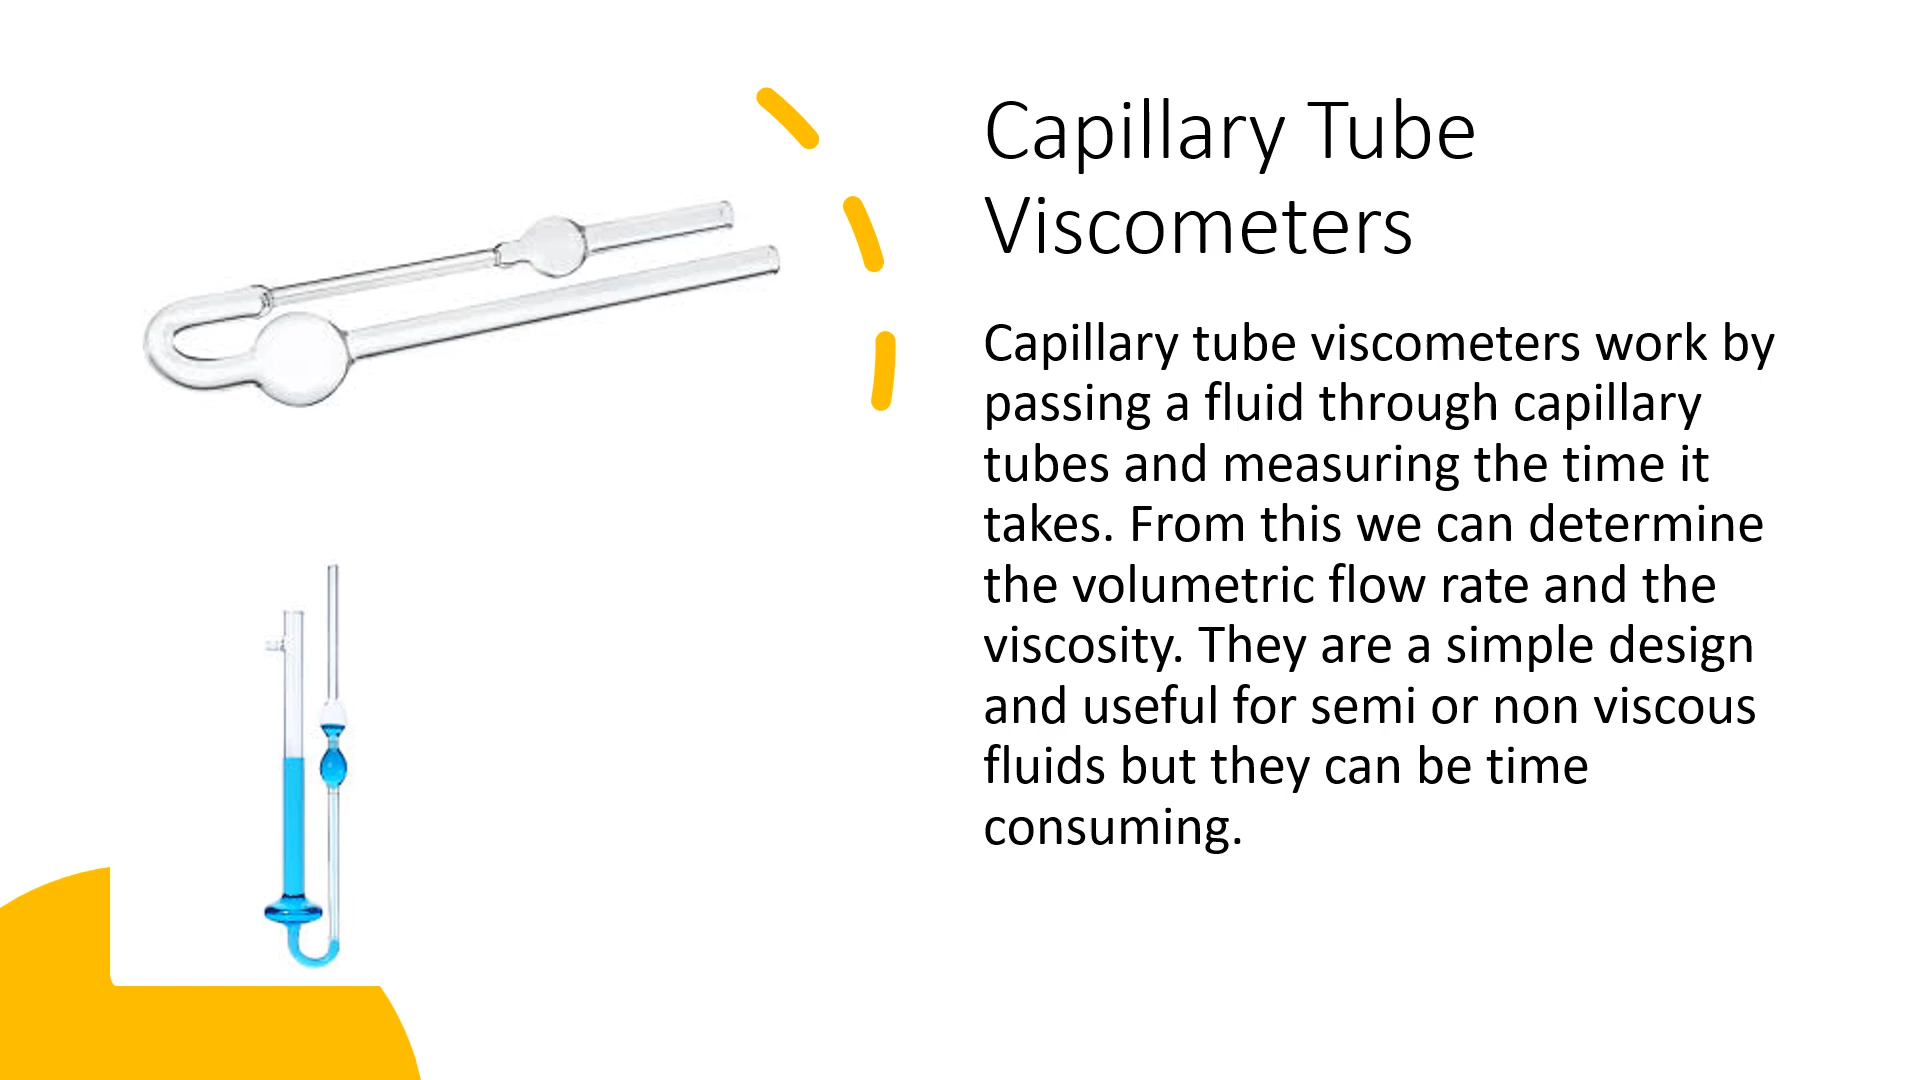 Capillary Tube
Viscometers
Capillary tube viscometers work by
passing a fluid through capillary
tubes and measuring the time it
takes. From this we can determine
the volumetric flow rate and the
viscosity. They are a simple design
and useful for semi or non viscous
fluids but they can be time
consuming.